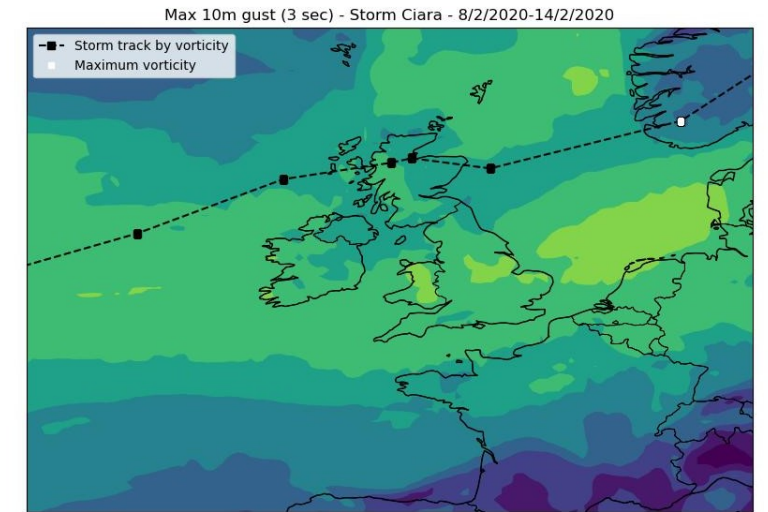 Max 10m gust (3 sec) - Storm Ciara - 8/2/2020-14/2/2020
Storm track by vorticity
Maximum vorticity